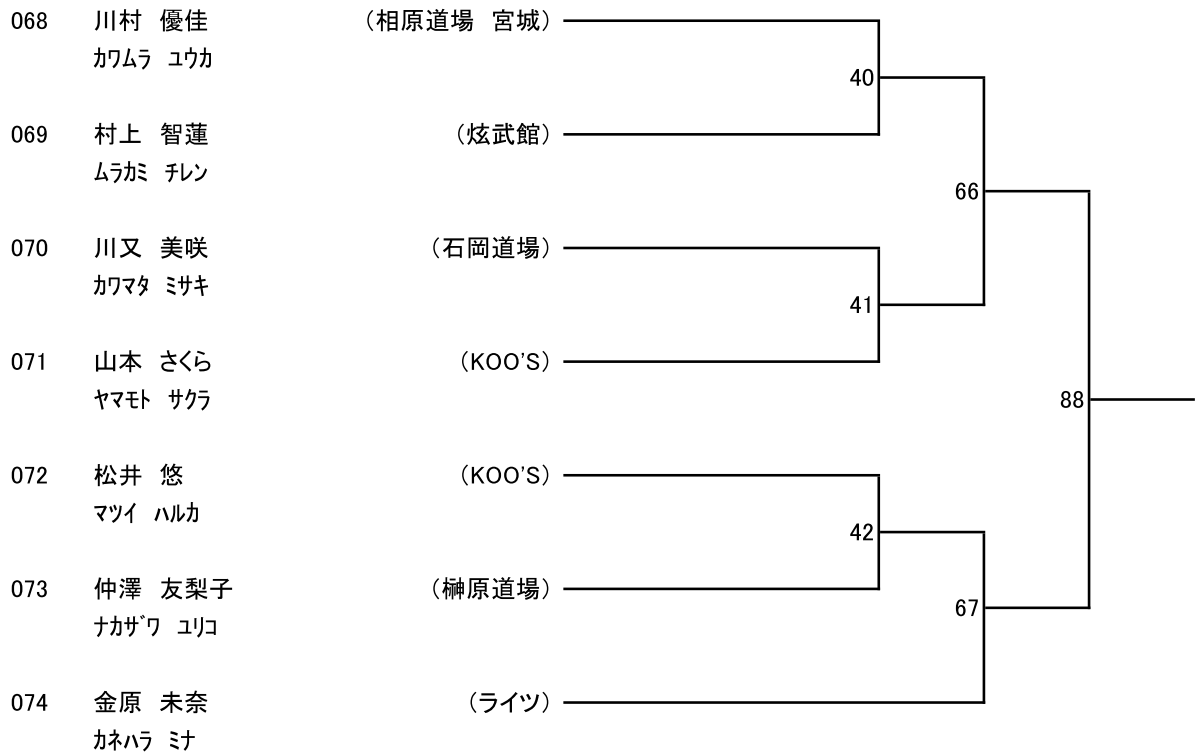 068 川村 優佳 （相原道場 宮城）
ｶﾜﾑﾗ ﾕｳｶ
40
069 村上 智蓮 （炫武館）
ﾑﾗｶﾐ ﾁﾚﾝ
66
070 川又 美咲 （石岡道場）
ｶﾜﾏﾀ ﾐｻｷ
41
071 山本 さくら （KOO'S）
ﾔﾏﾓﾄ ｻｸﾗ
88
072 松井 悠 （KOO'S）
ﾏﾂｲ ﾊﾙｶ
42
073 仲澤 友梨子 （榊原道場）
ﾅｶｻﾞﾜ ﾕﾘｺ
67
074 金原 未奈 （ライツ）
ｶﾈﾊﾗ ﾐﾅ